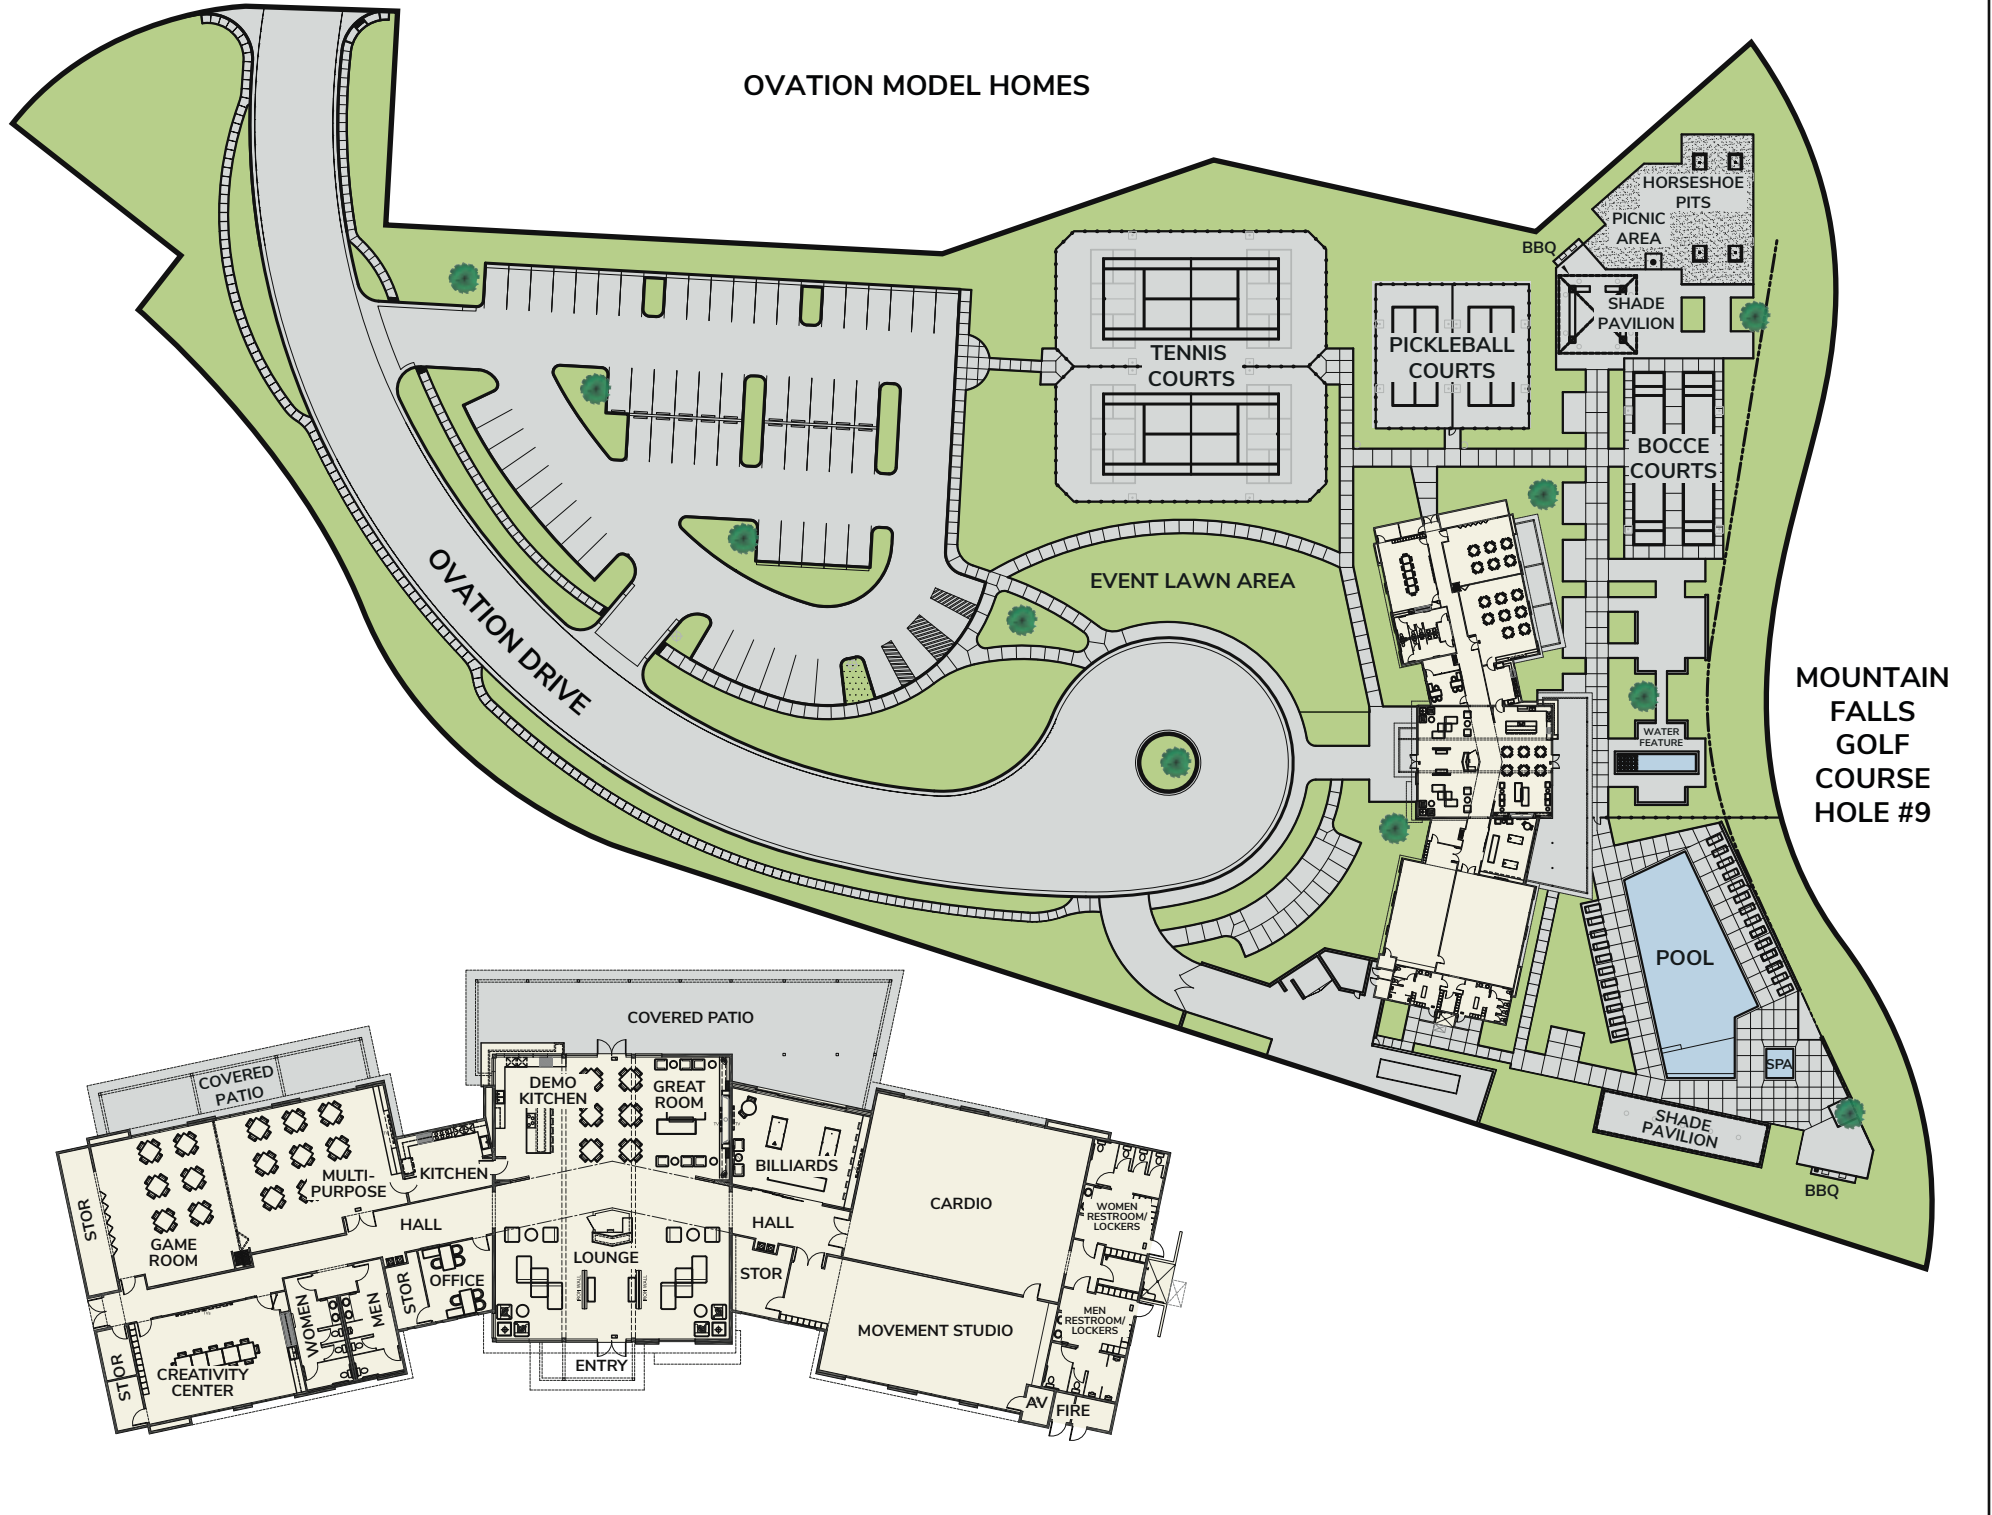 OVATION MODEL HOMES
HORSESHOE
PITS
PICNIC
AREA
BBQ
SHADE
PAVILION
TENNIS
COURTS
PICKLEBALL
COURTS
BOCCE
COURTS
EVENT LAWN AREA
OVATION DRIVE
MOUNTAIN
FALLS
GOLF
COURSE
HOLE #9
WATER
FEATURE
POOL
SPA
SHADE
PAVILION
BBQ
COVERED PATIO
COVERED
PATIO
DEMO
KITCHEN
GREAT
ROOM
BILLIARDS
MULTI-
PURPOSE
KITCHEN
STOR
GAME
ROOM
HALL
HALL
CARDIO
WOMEN
RESTROOM/
LOCKERS
LOUNGE
OFFICE
STOR
STOR
WOMEN
MEN
MOVEMENT STUDIO
MEN
RESTROOM/
LOCKERS
ENTRY
CREATIVITY
CENTER
STOR
AV
FIRE